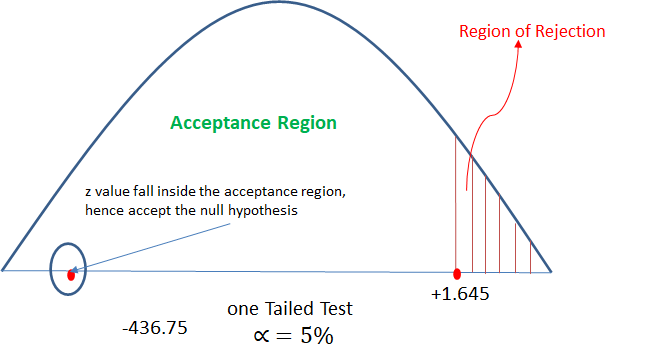 Region of Rejection
Acceptance Region
z value fall inside the acceptance region,
hence accept the null hypothesis
+1.645
one Tailed Test
-436.75
∝ = 5%